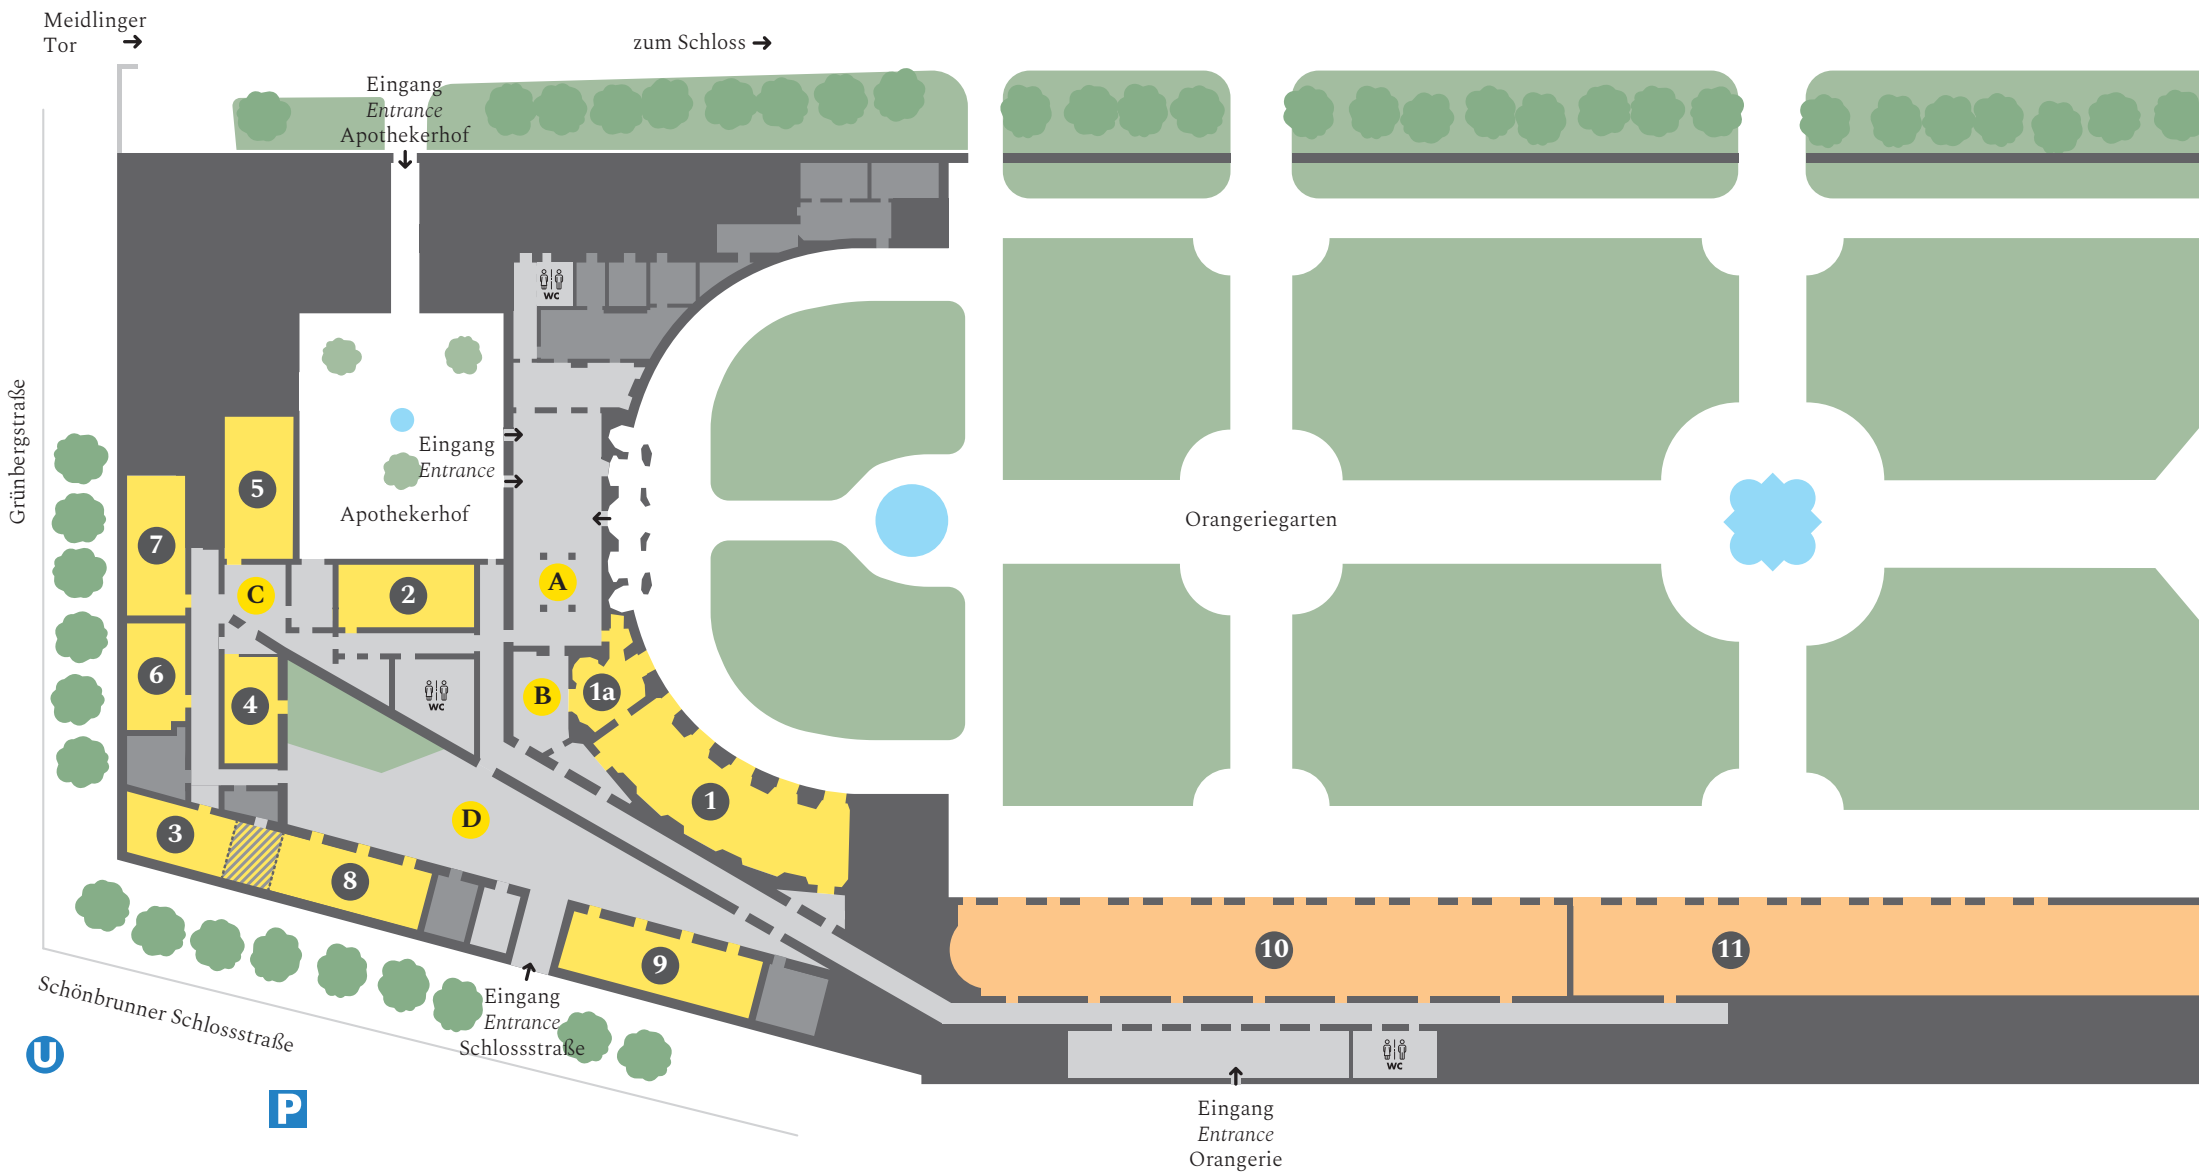 Meidlinger
Tor
zum Schloss
Eingang
Entrance
Apothekerhof
WC
Eingang
Entrance
Apothekerhof
Orangeriegarten
Grünbergstraße
5
7
C
2
A
6
4
WC
B
1a
1
D
3
8
9
10
11
Eingang
Entrance
Schlossstraße
Schönbrunner Schlossstraße
U
P
WC
Eingang
Entrance
Orangerie